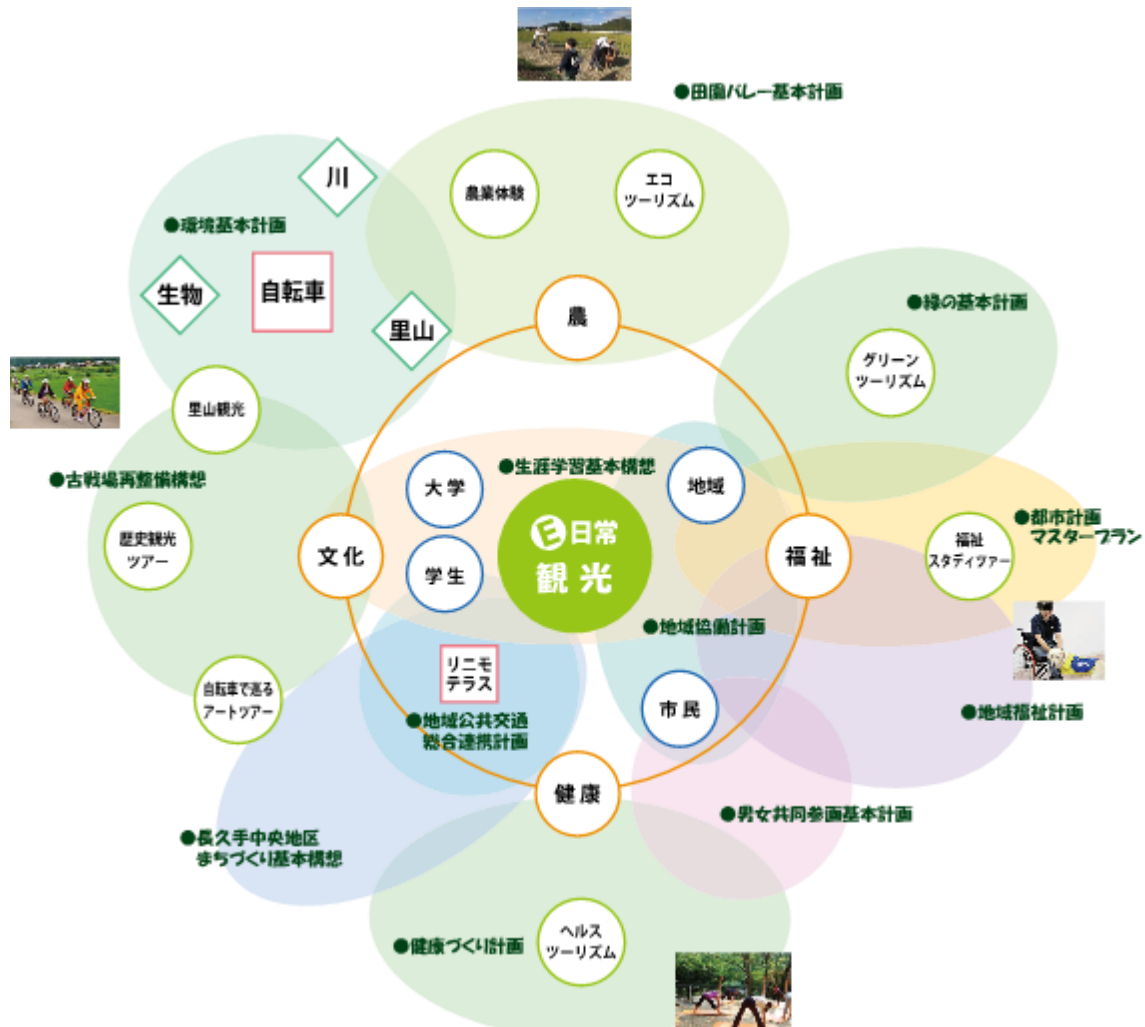 ●田園バレー基本計画
川
農業体験
エコ
ツーリズム
●環境基本計画
生物
自転車
里山
農
●緑の基本計画
グリーン
ツーリズム
里山観光
●古戦場再整備構想
大学
●生涯学習基本構想
地域
歴史観光
ツアー
文化
学生
E日常
観光
福祉
福祉
スタディツアー
●都市計画
マスタープラン
●地域協働計画
リニモ
テラス
自転車で巡る
アートツアー
●地域公共交通
総合連携計画
市民
●地域福祉計画
健康
●男女共同参画基本計画
●長久手中央地区
まちづくり基本構想
●健康づくり計画
ヘルス
ツーリズム